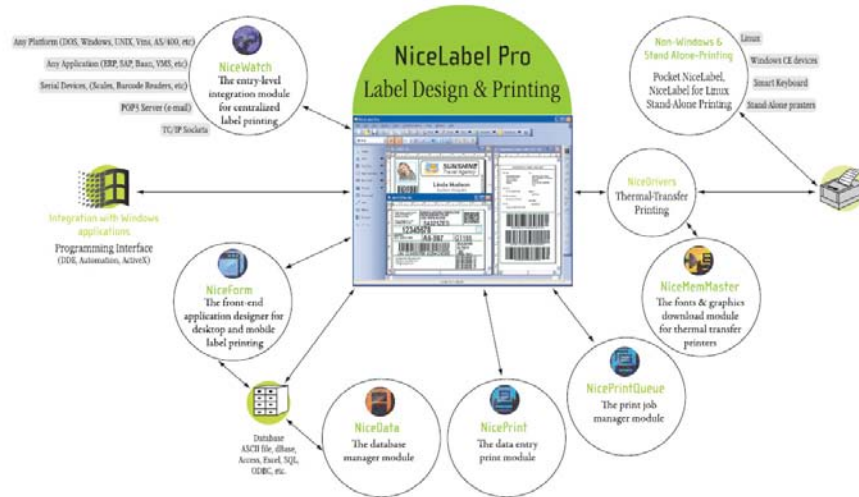 NiceLabel Pro
Label Design & Printing
Any Platform (DOS, Windows, UNIX, Vms, AS/400, etc)
Any Application (ERP, SAP, Baan, VMS, etc)
Serial Devices, (Scales, Barcode Readers, etc)
POP3 Server (e-mail)
TC/IP Sockets
NiceWatch
The entry-level
integration module
for centralized
label printing
Non-Windows &
Stand Alone-Printing
Pocket NiceLabel,
NiceLabel for Linux
Stand-Alone Printing
Linux
Windows CE devices
Smart Keyboard
Stand-Alone prnters
Integration with Windows
applications
Programming Interface
(DDE, Automation, ActiveX)
SUNSHINE
Travel Agency
Linda Hudson
12345678
NiceDrivers
Thermal-Transfer
Printing
NiceForm
The front-end
application designer for
desktop and mobile
label printing
NiceMemMaster
The fonts & graphics
download module
for thermal transfer
printers
Database
ASCII file, dBase,
Access, Excel, SQL,
ODBC, etc.
NiceData
The database
manager module
NicePrint
The data entry
print module
NicePrintQueue
The print job
manager module